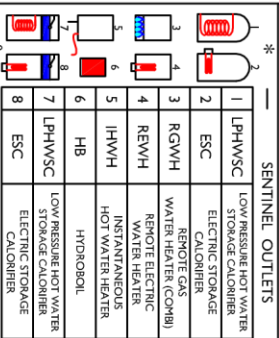 * — SENTINEL OUTLETS
1 LPHWSC LOW PRESSURE HOT WATER
STORAGE CALORIFIER
2 ESC ELECTRIC STORAGE
CALORIFIER
3 RGWH REMOTE GAS
WATER HEATER (COMB)
4 REWH REMOTE ELECTRIC
WATER HEATER
5 IHWH INSTANTANEOUS
HOT WATER HEATER
6 HB HYDROBOIL
7 LPHWSC LOW PRESSURE HOT WATER
STORAGE CALORIFIER
8 ESC ELECTRIC STORAGE
CALORIFIER
1
2
3
4
5
6
7
8